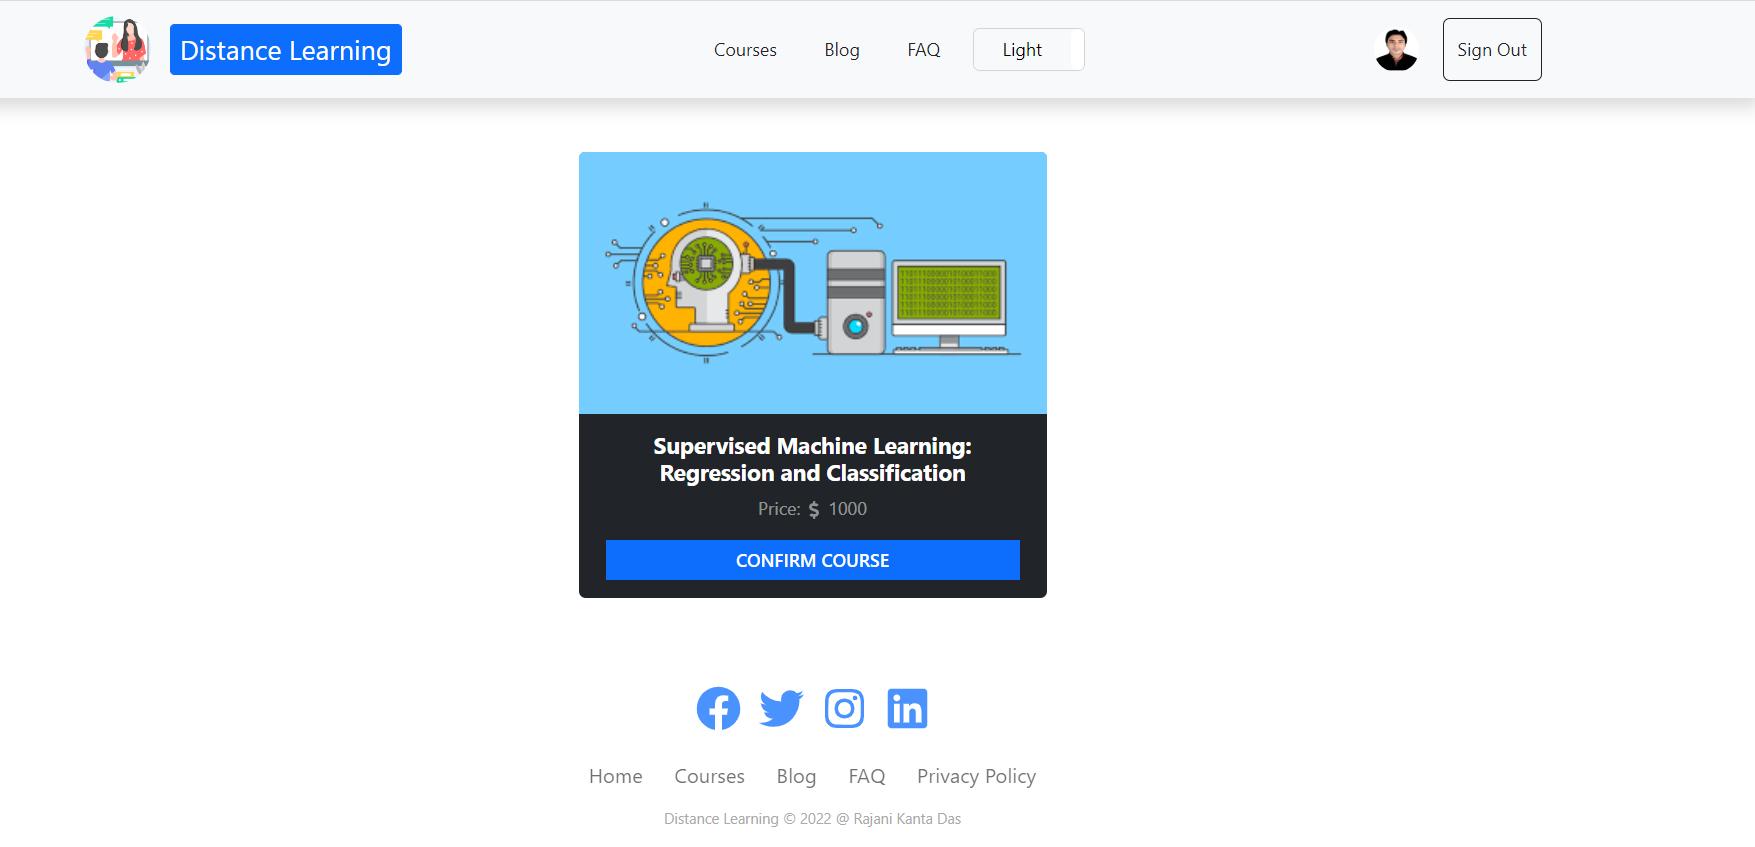 Distance Learning
Courses
Blog
FAQ
Light
Sign Out
Supervised Machine Learning:
Regression and Classification
Price: $ 1000
CONFIRM COURSE
Home
Courses
Blog
FAQ
Privacy Policy
Distance Learning © 2022 @ Rajani Kanta Das